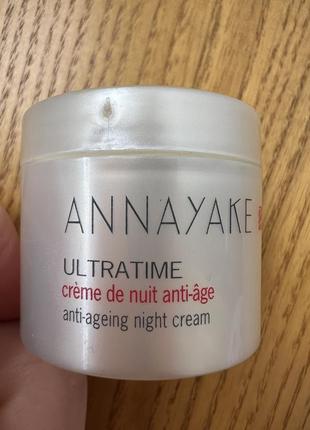 ANNAYAKE
ULTRATIME
crème de nuit anti-âge
anti-ageing night cream